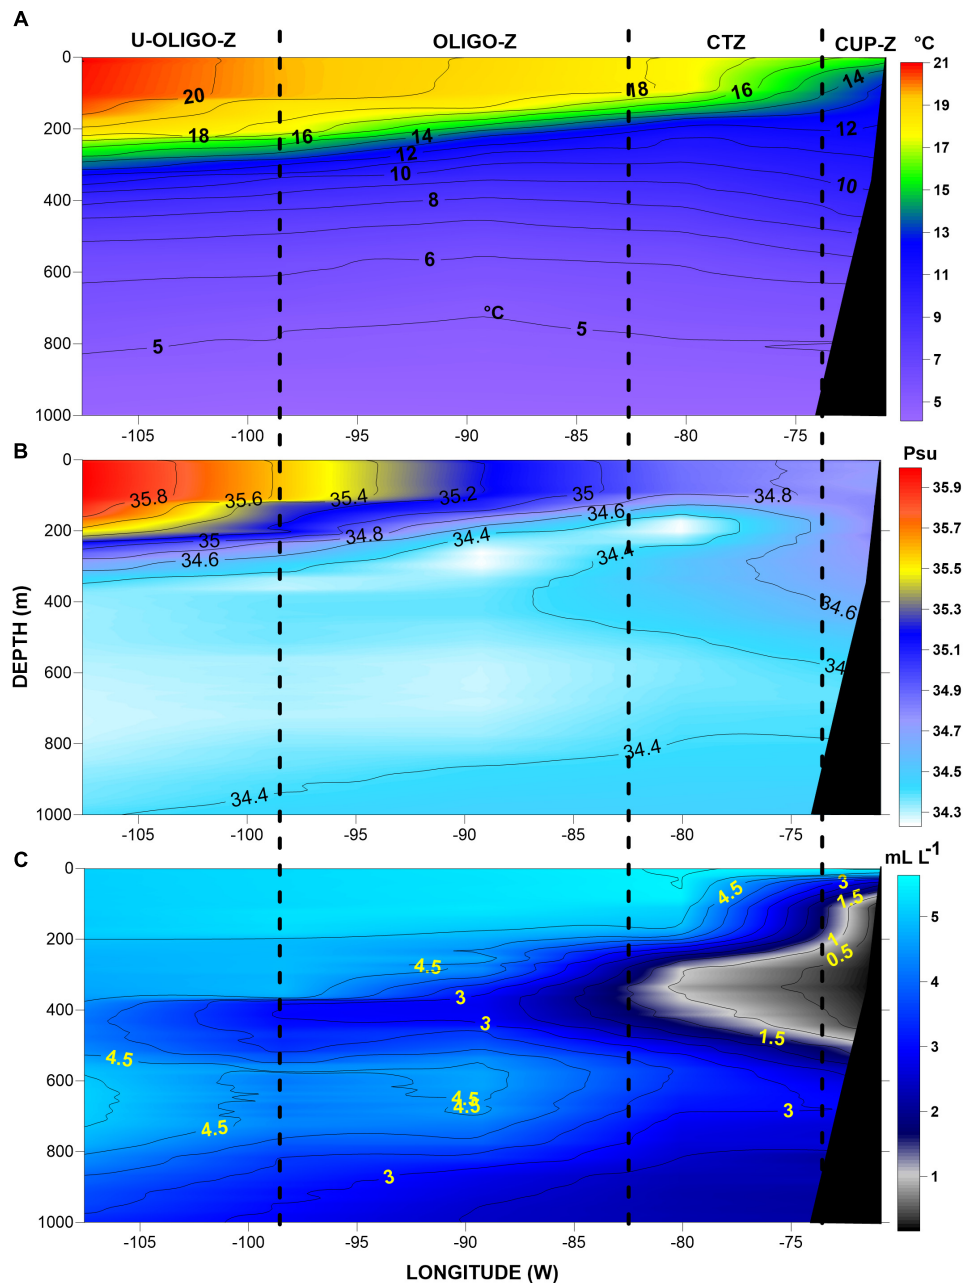 A
U-OLIGO-Z OLIGO-Z CTZ CUP-Z °C
0 200 400 600 800 1000
20 18 16 14 12 10 8 6 5 °C 5 18 16 14 12 10
21 19 17 15 13 11 9 7 5
-105 -100 -95 -90 -85 -80 -75
B
Psu
0 200 400 600 800 1000
DEPTH (m)
35.8 35.6 35.4 35.2 35 34.8
35 34.8 34.4 34.6 34.4
34.6 34.6
34
34.4 34.4
35.9 35.7 35.5 35.3 35.1 34.9 34.7 34.5 34.3
-105 -100 -95 -90 -85 -80 -75
C
mL L-1
0 200 400 600 800 1000
4.5 3 1.5 1 0.5
4.5 3 3 1.5
4.5 4.5 4.5 4.5 3 3
5 4 3 2 1
-105 -100 -95 -90 -85 -80 -75
LONGITUDE (W)